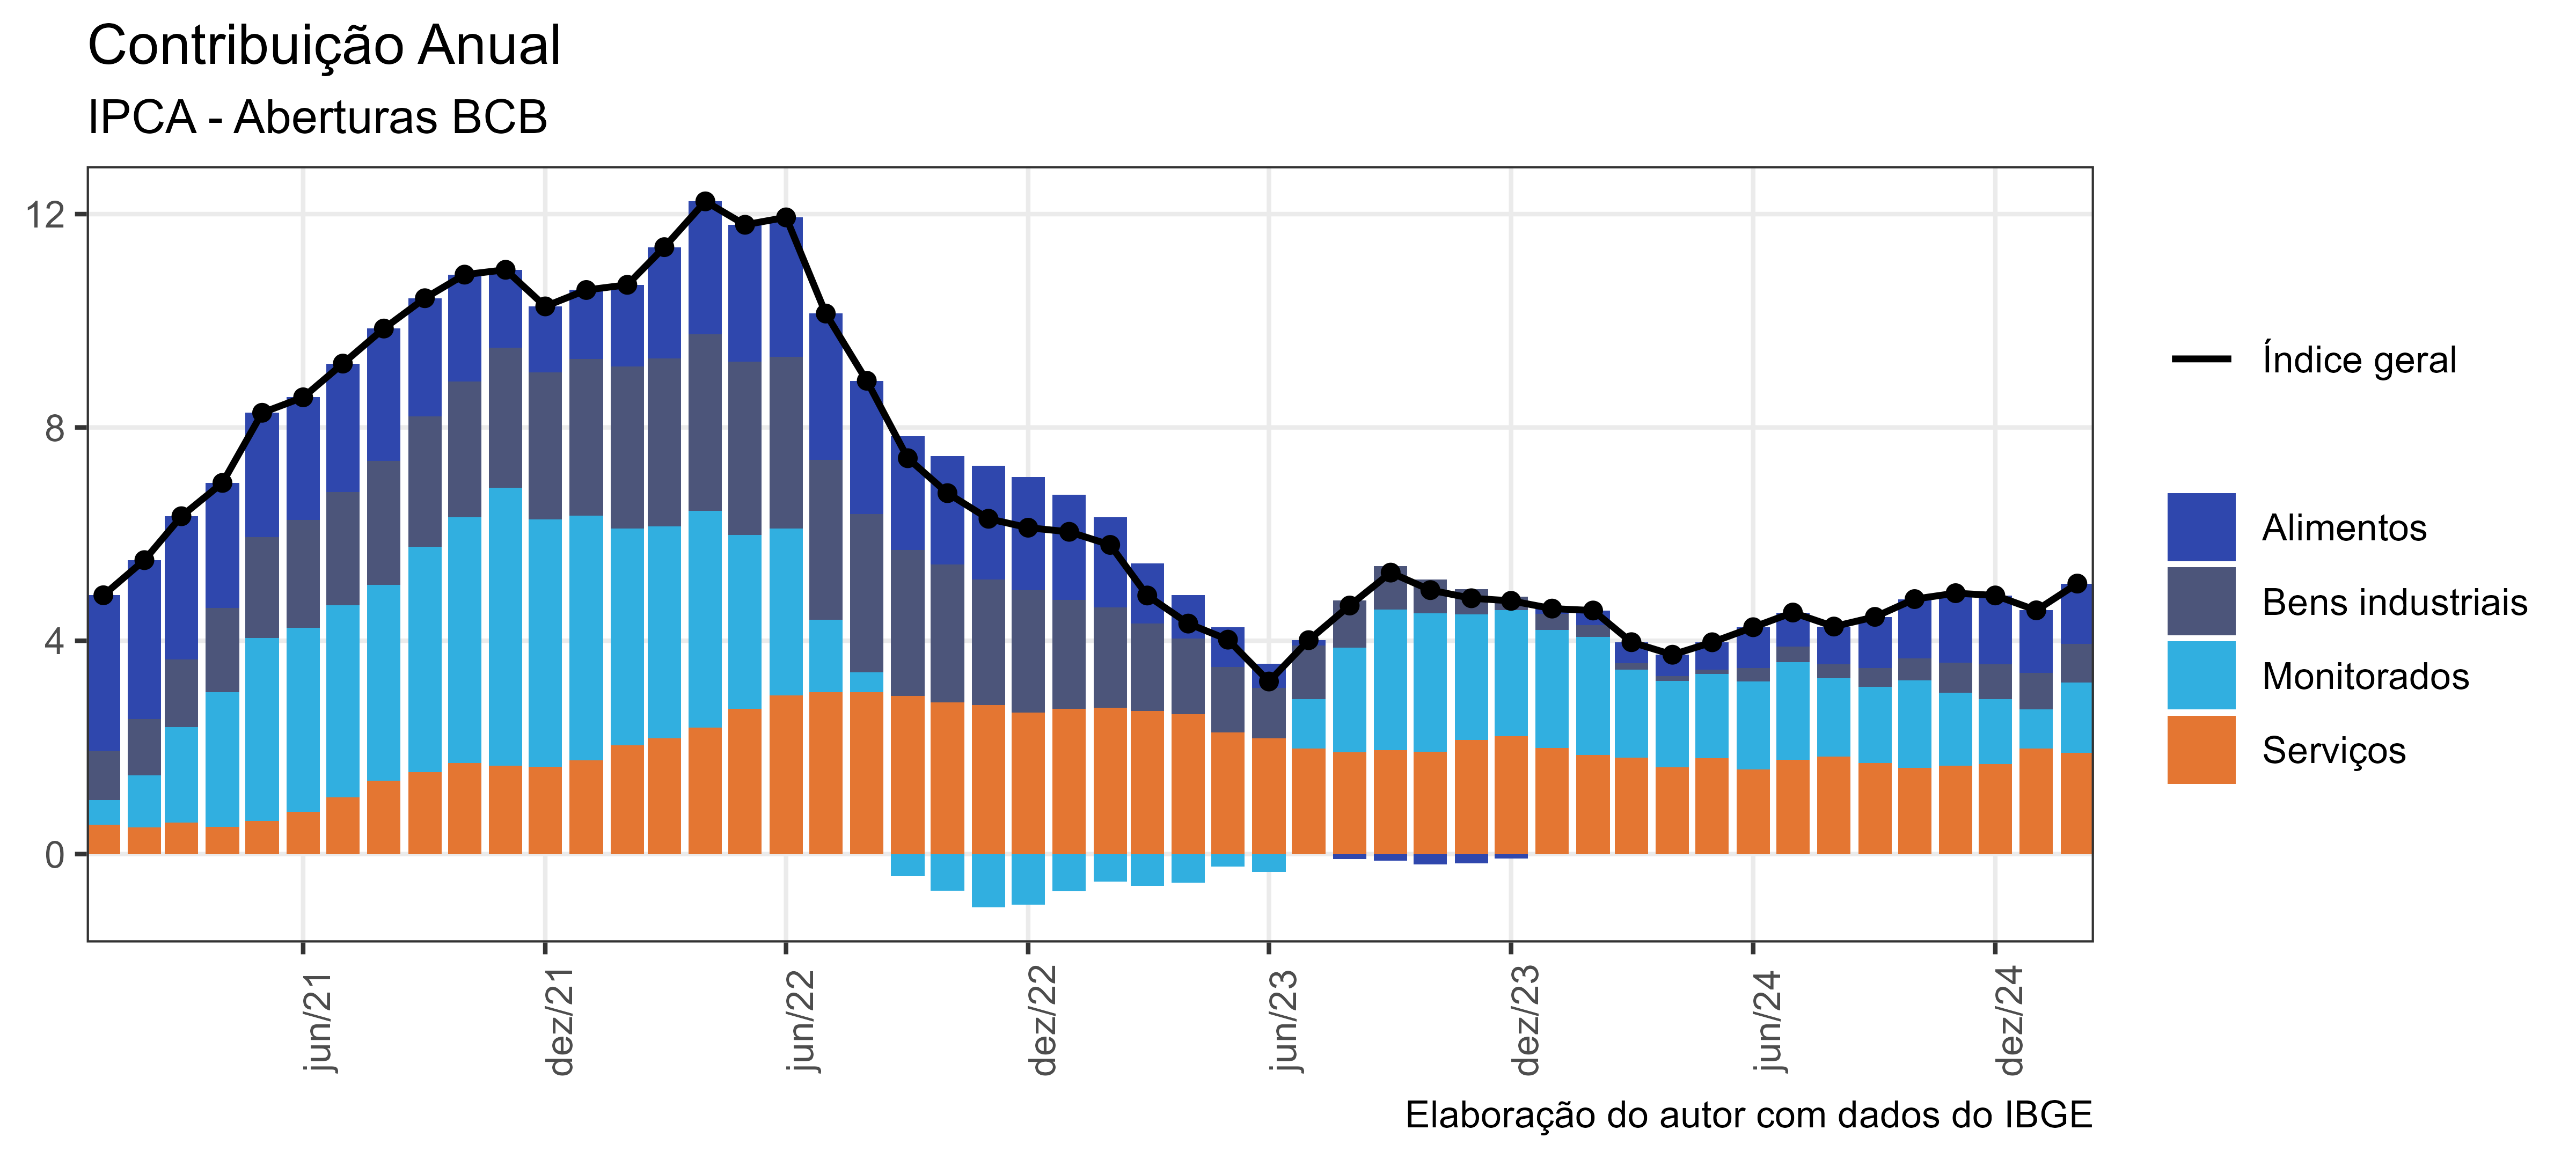 Contribuição Anual
IPCA - Aberturas BCB
12
8
4
0
jun/21
dez/21
jun/22
dez/22
jun/23
dez/23
jun/24
dez/24
Índice geral
Alimentos
Bens industriais
Monitorados
Serviços
Elaboração do autor com dados do IBGE